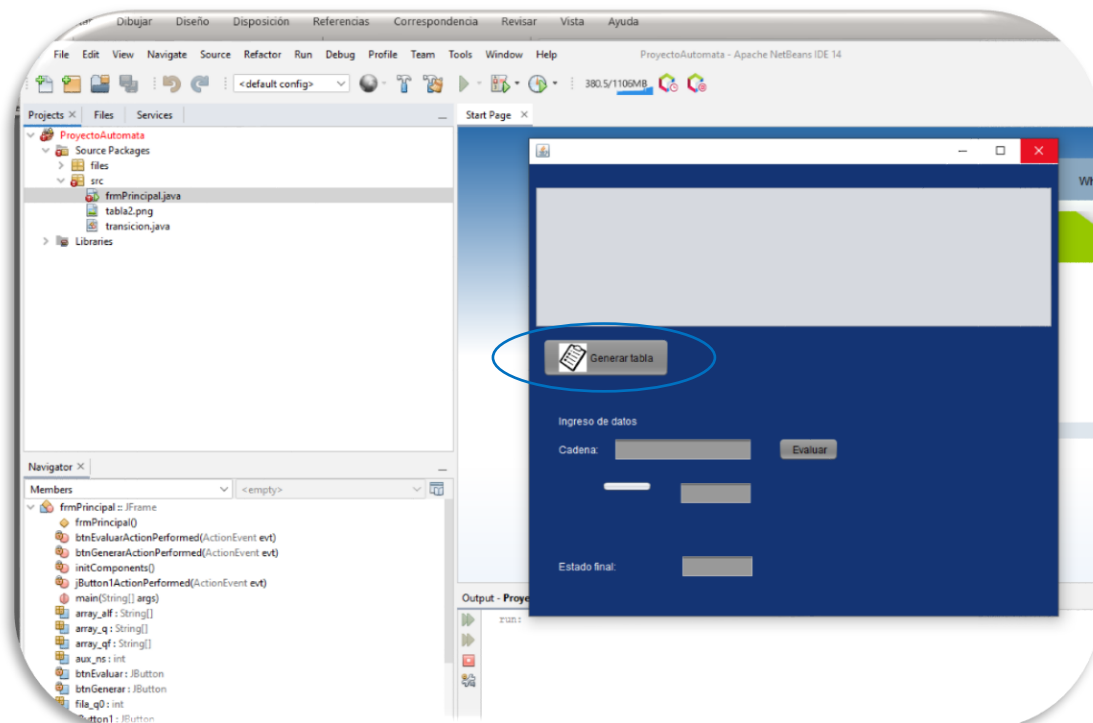 Dibujar Diseño Disposición Referencias Correspondencia Revisar Vista Ayuda
File Edit View Navigate Source Refactor Run Debug Profile Team Tools Window Help ProyectoAutomata - Apache NetBeans IDE 14
<default config> 380.5/1106MB
Projects Files Services
Start Page
ProyectoAutomata
Source Packages
files
src
frmPrincipal.java
tabla2.png
transicion.java
Libraries
Generar tabla
Ingreso de datos
Cadena: Evaluar
Estado final:
Navigator
Members <empty>
frmPrincipal :: JFrame
frmPrincipal()
btnEvaluarActionPerformed(ActionEvent evt)
btnGenerarActionPerformed(ActionEvent evt)
initComponents()
jButton1ActionPerformed(ActionEvent evt)
main(String[] args)
array_alf : String[]
array_q : String[]
array_qf : String[]
aux_ns : int
btnEvaluar : JButton
btnGenerar : JButton
fila_q0 : int
Button1 : JButton
Output - Proye
run: